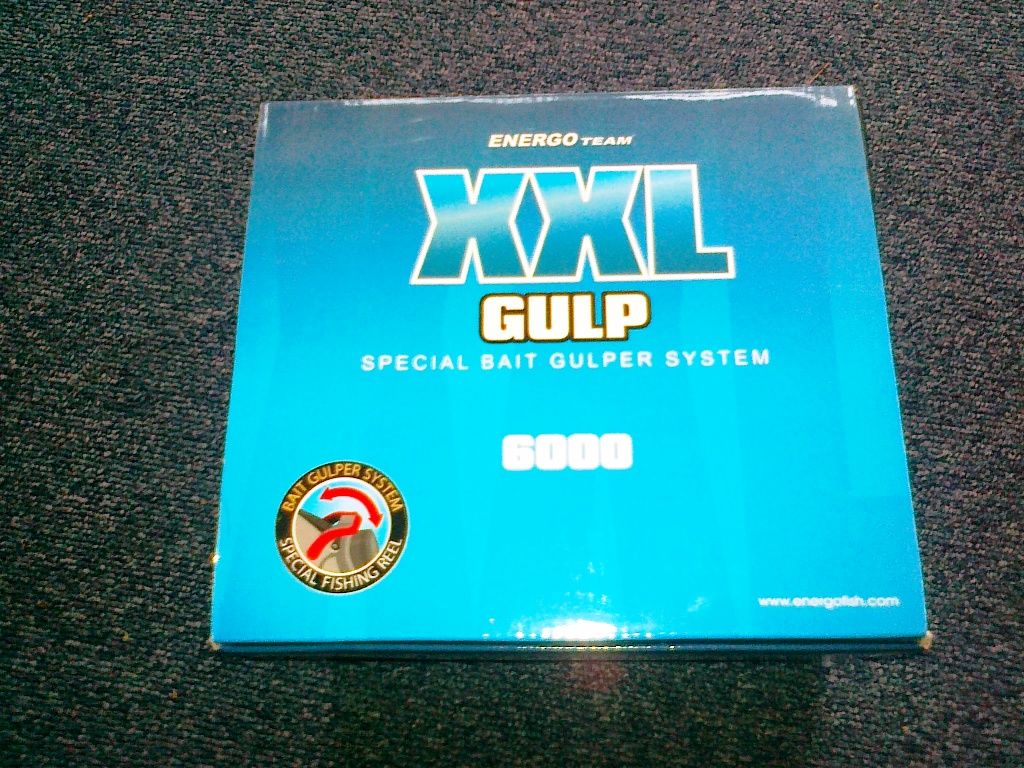 ENERGO TEAM
XXL
GULP
SPECIAL BAIT GULPER SYSTEM
6000
BAIT GULPER SYSTEM
SPECIAL FISHING REEL
www.energofish.com